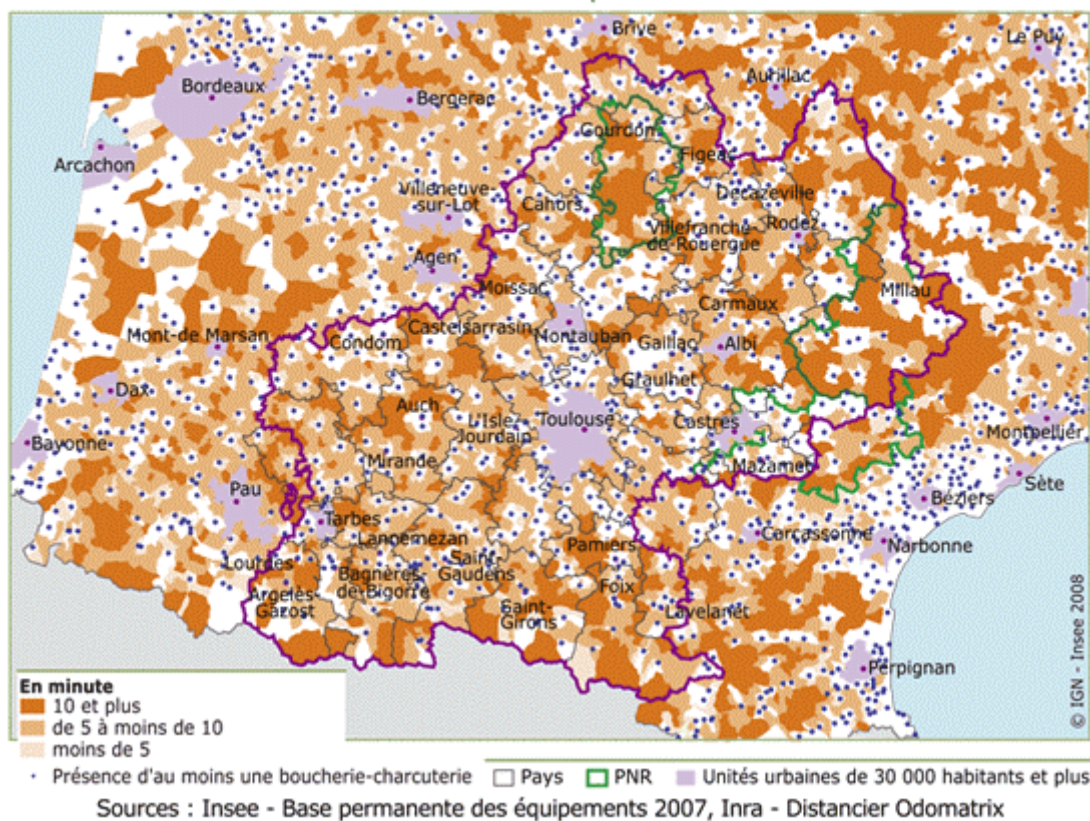 Brive
Le Puy
Aurillac
Bordeaux
Bergerac
Gourdon
Arcachon
Figeac
Villeneuve-
sur-Lot
Decazeville
Cahors
Rodez
Villefranche-
de-Rouergue
Agen
Moissac
Millau
Carmaux
Mont-de Marsan
Castelsarrasin
Montauban
Condom
Gaillac
Albi
Dax
Graulhet
Auch
L'Isle-
Jourdain
Toulouse
Castres
Montpellier
Bayonne
Mirande
Mazamet
Sète
Pau
Béziers
Tarbes
Carcassonne
Lannemezan
Pamiers
Narbonne
Lourdes
Bagnères-
de-Bigorre
Saint-
Gaudens
Foix
Argelès-
Gazost
Saint-
Girons
Lavelanet
Perpignan
© IGN - Insee 2008
En minute
10 et plus
de 5 à moins de 10
moins de 5
Présence d'au moins une boucherie-charcuterie Pays PNR Unités urbaines de 30 000 habitants et plus
Sources : Insee - Base permanente des équipements 2007, Inra - Distancier Odomatrix